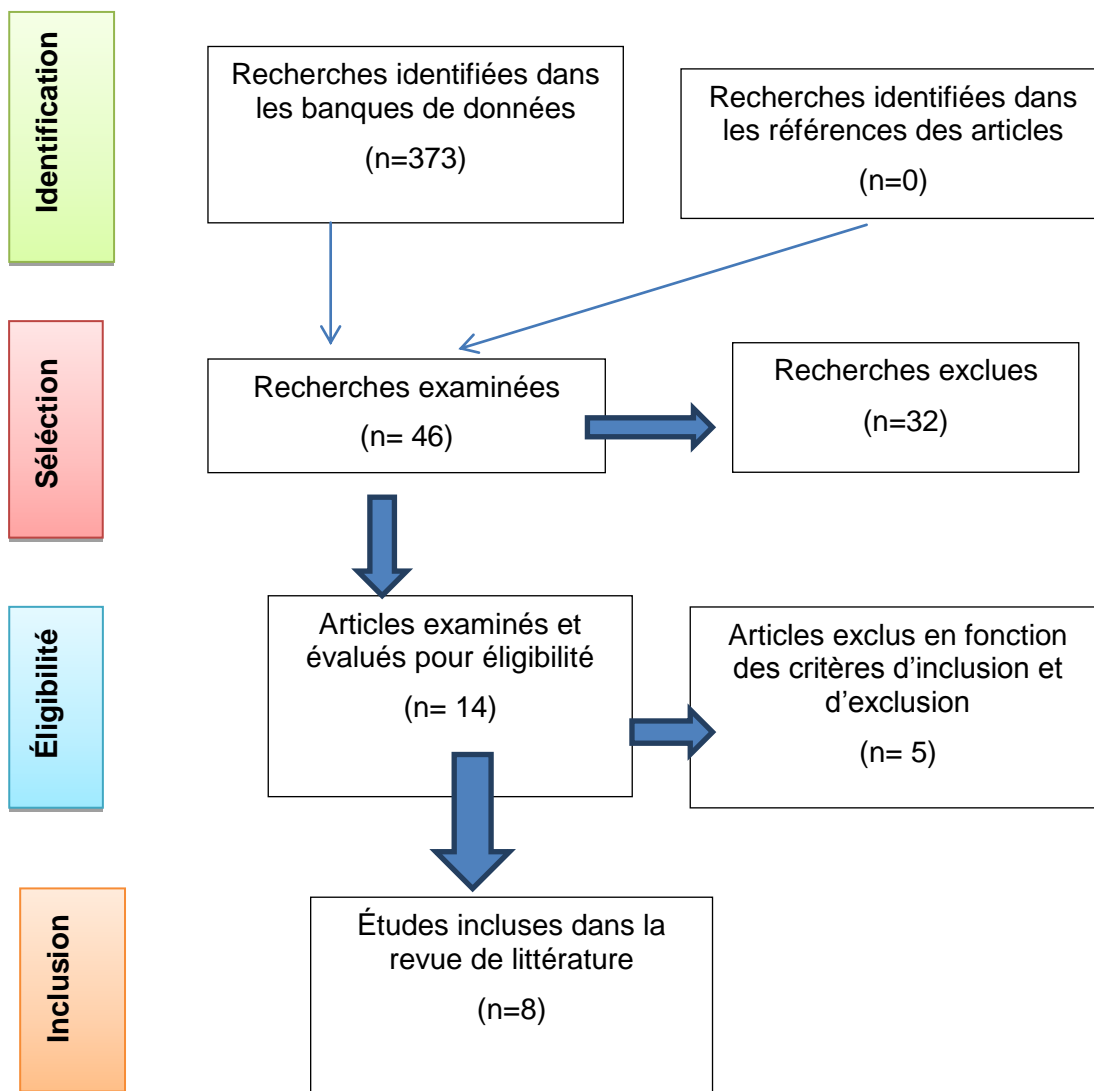 Identification
Recherches identifiées dans
les banques de données
(n=373)
Recherches identifiées dans
les références des articles
(n=0)
Séléction
Recherches examinées
(n= 46)
Recherches exclues
(n=32)
Éligibilité
Articles examinés et
évalués pour éligibilité
(n= 14)
Articles exclus en fonction
des critères d’inclusion et
d’exclusion
(n= 5)
Inclusion
Études incluses dans la
revue de littérature
(n=8)